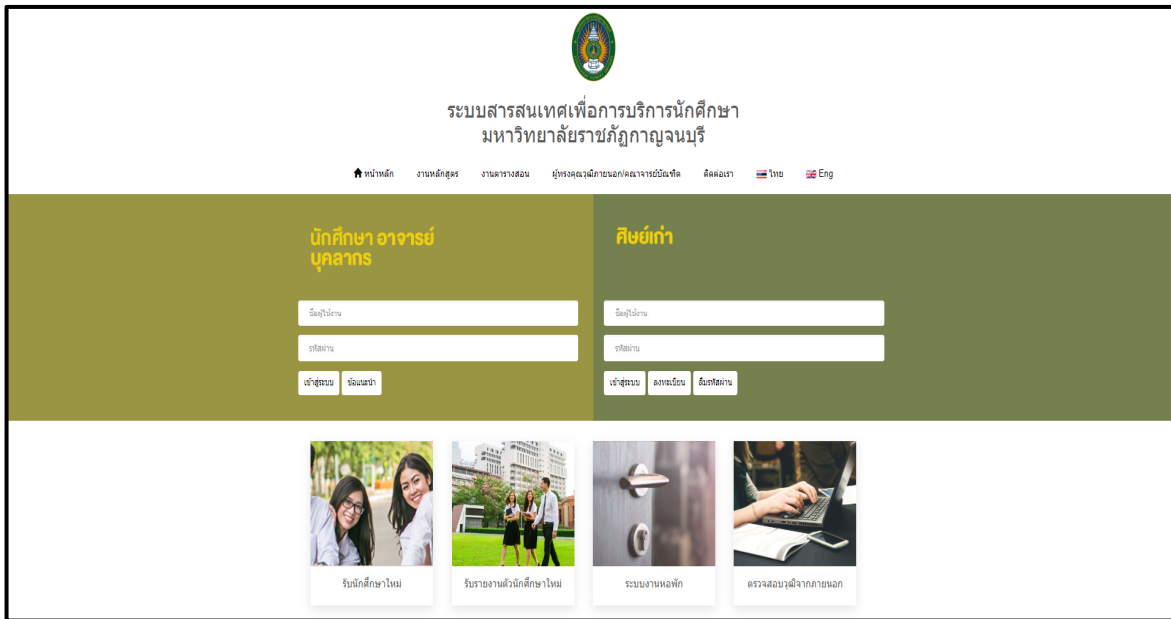 ระบบสารสนเทศเพื่อการบริการนักศึกษา
มหาวิทยาลัยราชภัฏกาญจนบุรี
หน้าหลัก งานหลักสูตร งานตารางสอน ผู้ทรงคุณวุฒิภายนอก/คณาจารย์บัณฑิต ติดต่อเรา ไทย Eng
นักศึกษา อาจารย์
บุคลากร
ชื่อผู้ใช้งาน
รหัสผ่าน
เข้าสู่ระบบ ข้อแนะนำ
ศิษย์เก่า
ชื่อผู้ใช้งาน
รหัสผ่าน
เข้าสู่ระบบ ลงทะเบียน ลืมรหัสผ่าน
รับนักศึกษาใหม่
รับรายงานตัวนักศึกษาใหม่
ระบบงานหอพัก
ตรวจสอบวุฒิจากภายนอก